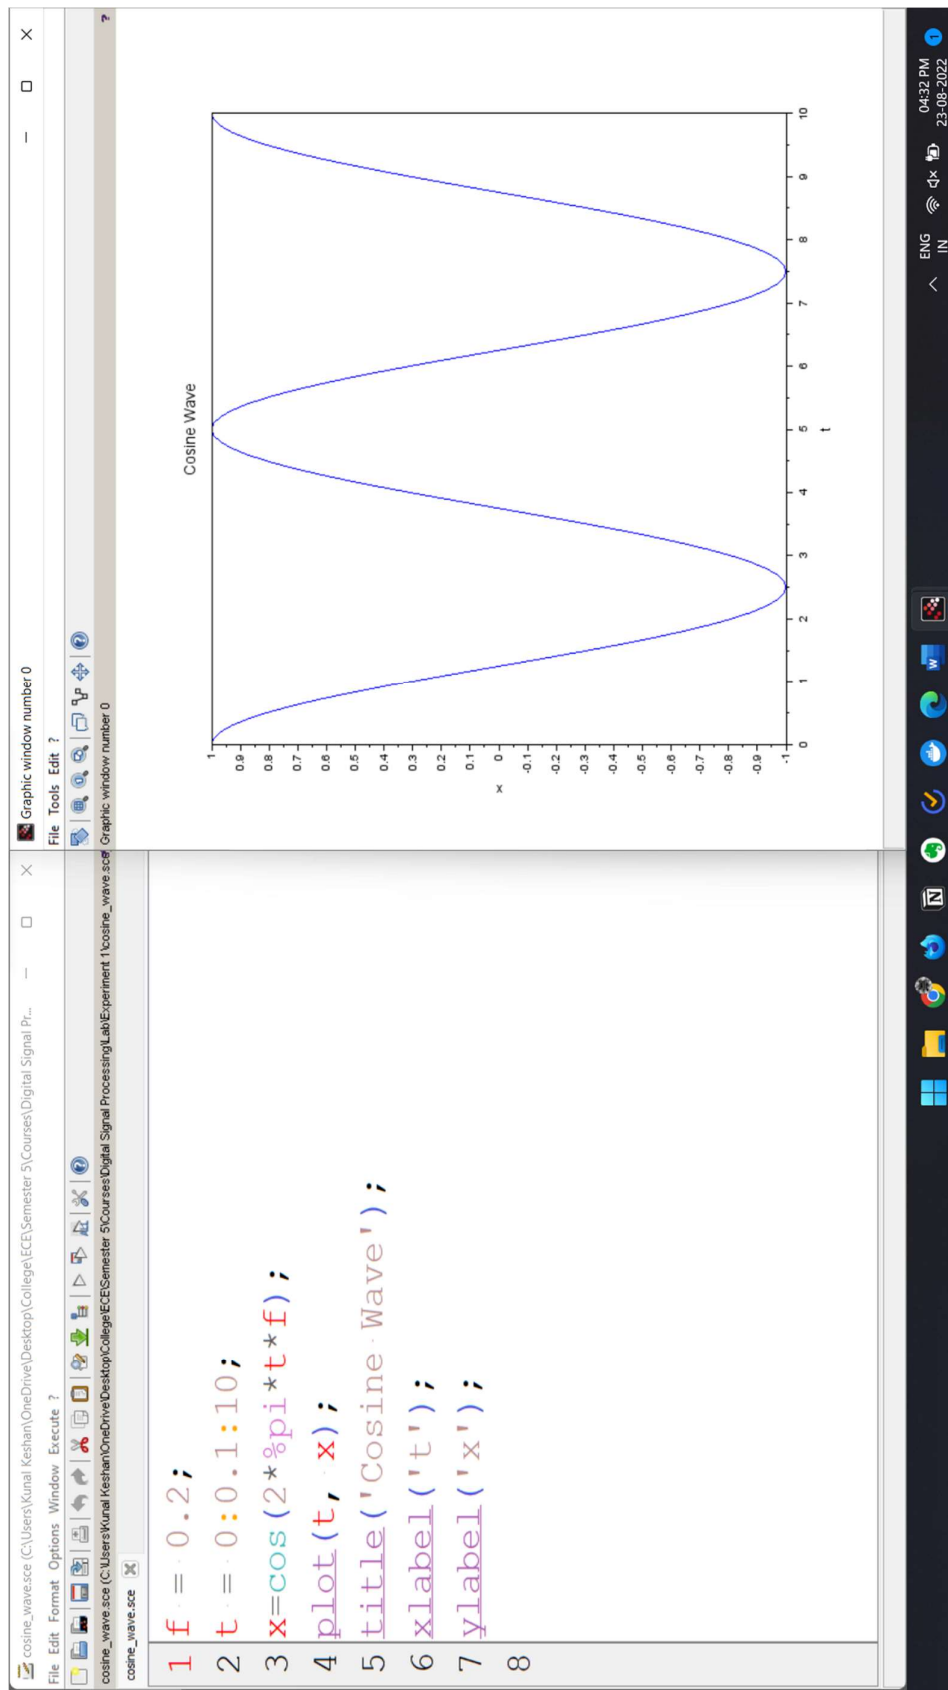 cosine_wave.sce (C:\Users\Kunal Keshan\OneDrive\Desktop\College\ECE\Semester 5\Courses\Digital Signal Pr...
File Edit Format Options Window Execute ?
cosine_wave.sce (C:\Users\Kunal Keshan\OneDrive\Desktop\College\ECE\Semester 5\Courses\Digital Signal Processing\Lab\Experiment 1\cosine_wave.sce)
?
cosine_wave.sce
1 f = 0.2;
2 t = 0:0.1:10;
3 x=cos(2*%pi*t*f);
4 plot(t, x);
5 title('Cosine Wave');
6 xlabel('t');
7 ylabel('x');
8
Graphic window number 0
File Tools Edit ?
Graphic window number 0
?
Cosine Wave
1
0.9
0.8
0.7
0.6
0.5
0.4
0.3
0.2
0.1
0
-0.1
-0.2
-0.3
-0.4
-0.5
-0.6
-0.7
-0.8
-0.9
-1
x
0 1 2 3 4 5 6 7 8 9 10
t
N
W
ENG
IN
04:32 PM
23-08-2022
1